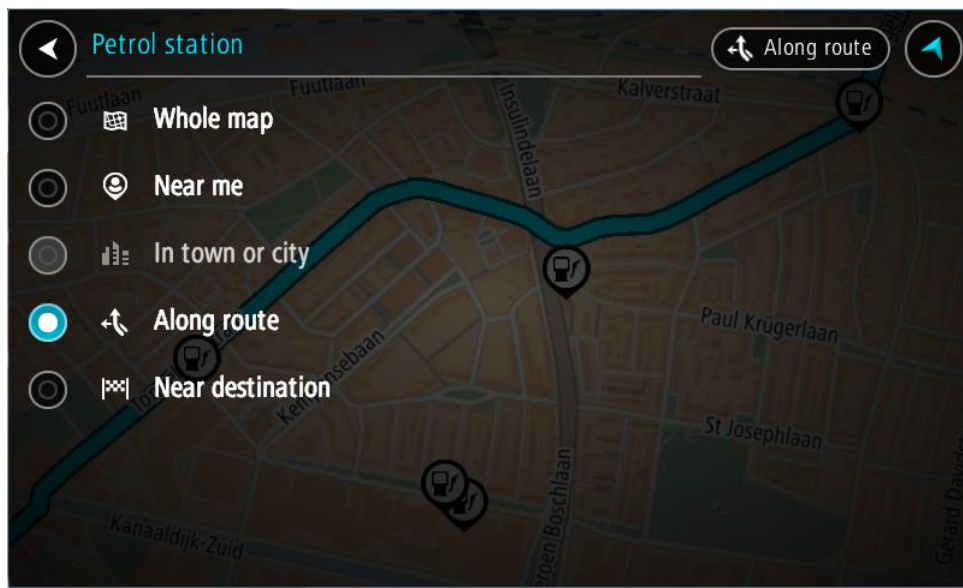 Petrol station
Along route
Fuutlaan
Fuutlaan
Kalverstraat
Insulindelaan
Whole map
Near me
In town or city
Along route
Paul Krügerlaan
Near destination
St Josephlaan
Kanaaldijk-Zuid